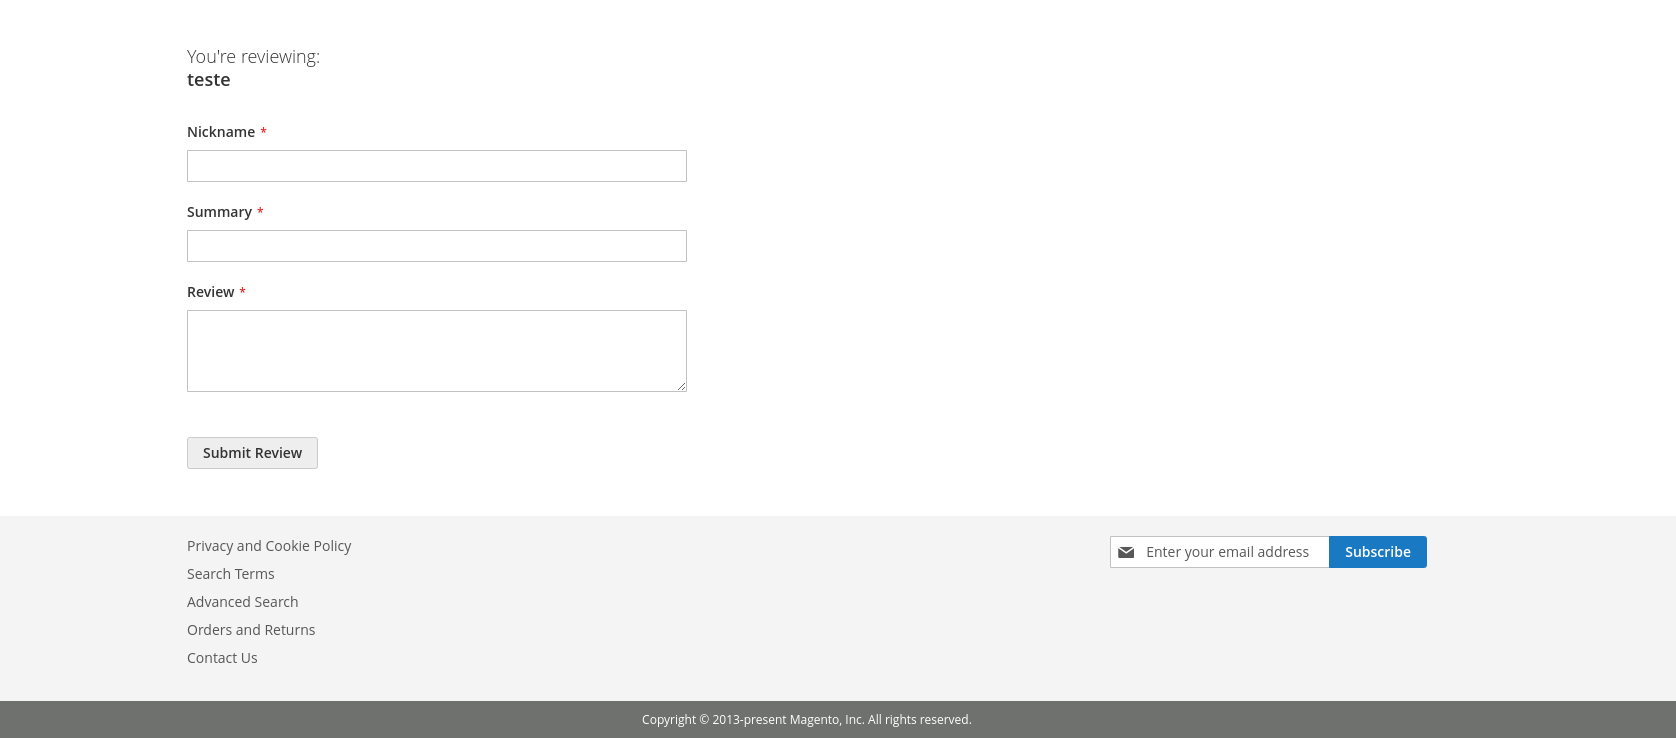 You're reviewing:
teste
Nickname *
Summary *
Review *
Submit Review
Privacy and Cookie Policy
Search Terms
Advanced Search
Orders and Returns
Contact Us
Enter your email address
Subscribe
Copyright © 2013-present Magento, Inc. All rights reserved.